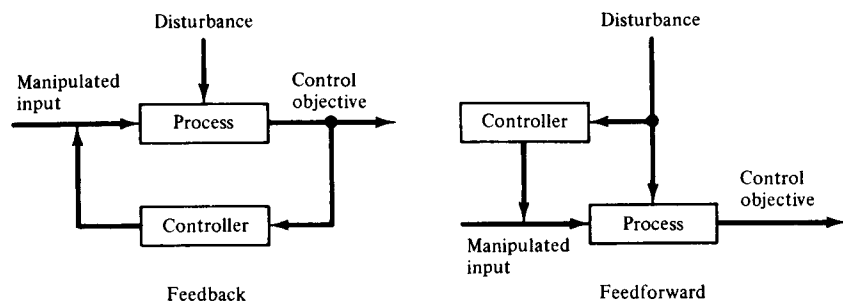 Disturbance
Manipulated
input
Control
objective
Process
Controller
Feedback
Disturbance
Controller
Control
objective
Process
Manipulated
input
Feedforward